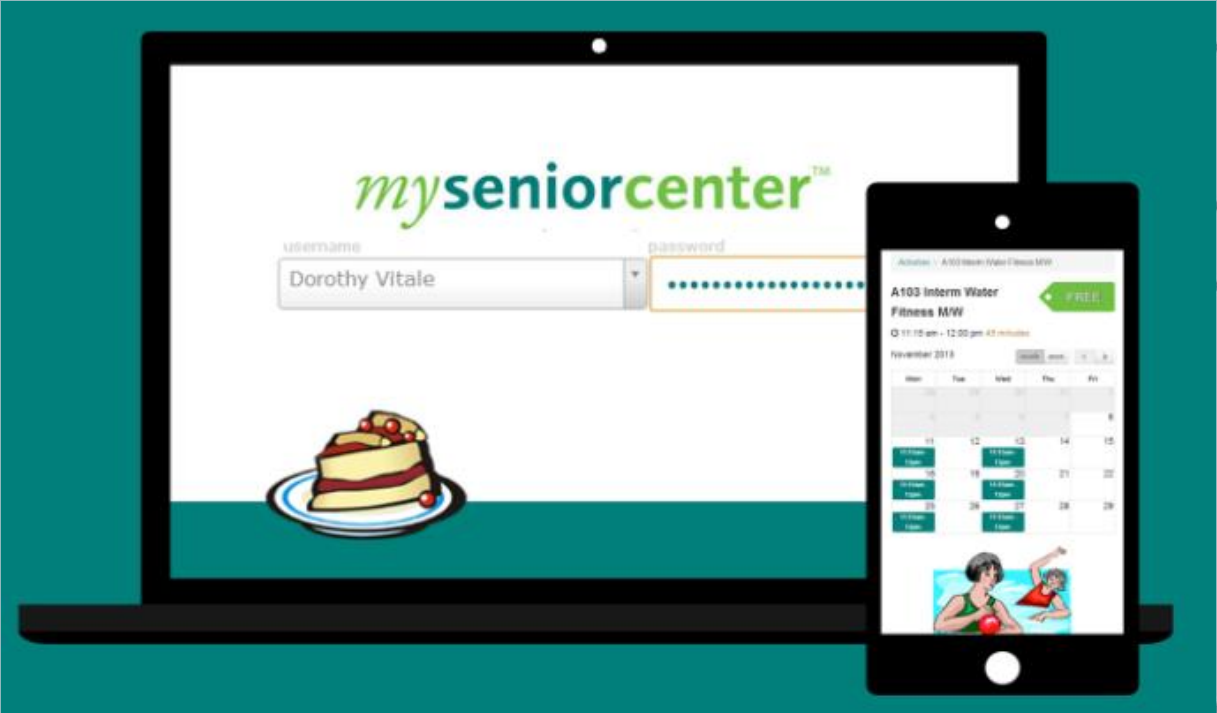 myseniorcenter™
username
password
Dorothy Vitale
Activities
A103 Interm Water Fitness M/W
A103 Interm Water
Fitness M/W
FREE
11:15 am - 12:00 pm 45 minutes
November 2013
Mon Tue Wed Thu Fri
8
11 12 13 14 15
19 20 21 22
25 26 27 28 29